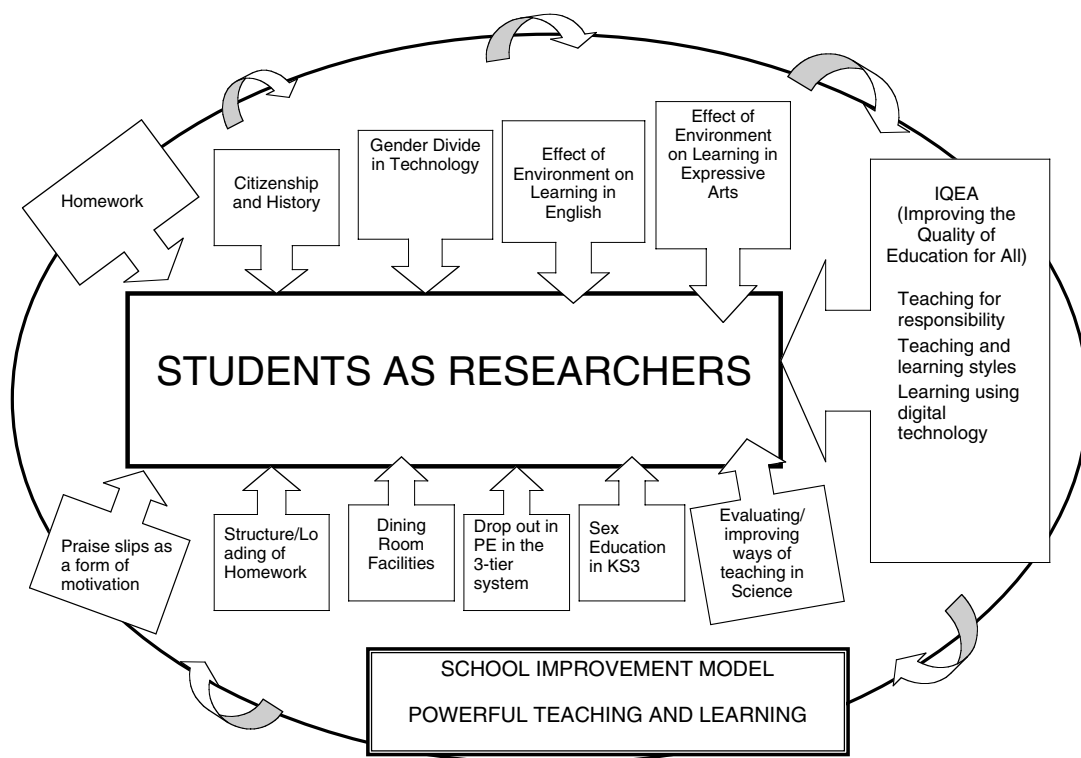 Homework
Citizenship
and History
Gender Divide
in Technology
Effect of
Environment on
Learning in
English
Effect of
Environment
on Learning in
Expressive
Arts
IQEA
(Improving the
Quality of
Education for All)
Teaching for
responsibility
Teaching and
learning styles
Learning using
digital
technology
STUDENTS AS RESEARCHERS
Praise slips as
a form of
motivation
Structure/Lo
ading of
Homework
Dining
Room
Facilities
Drop out in
PE in the
3-tier
system
Sex
Education
in KS3
Evaluating/
improving
ways of
teaching in
Science
SCHOOL IMPROVEMENT MODEL
POWERFUL TEACHING AND LEARNING